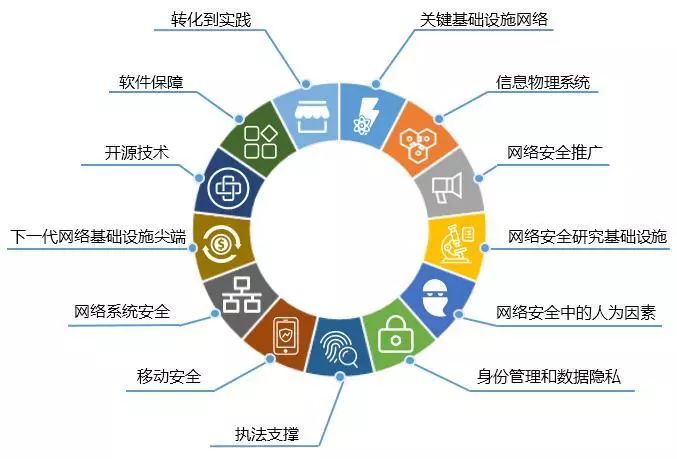 转化到实践
关键基础设施网络
软件保障
信息物理系统
开源技术
网络安全推广
下一代网络基础设施尖端
网络安全研究基础设施
网络系统安全
网络安全中的人为因素
移动安全
身份管理和数据隐私
执法支撑